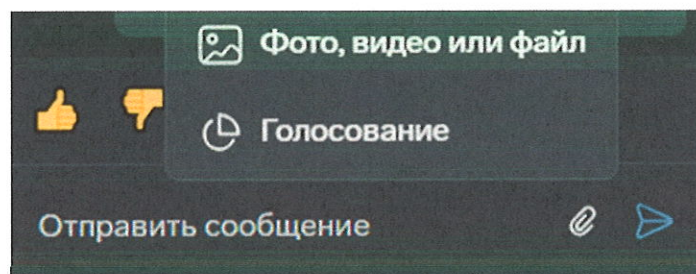 Фото, видео или файл
Голосование
Отправить сообщение